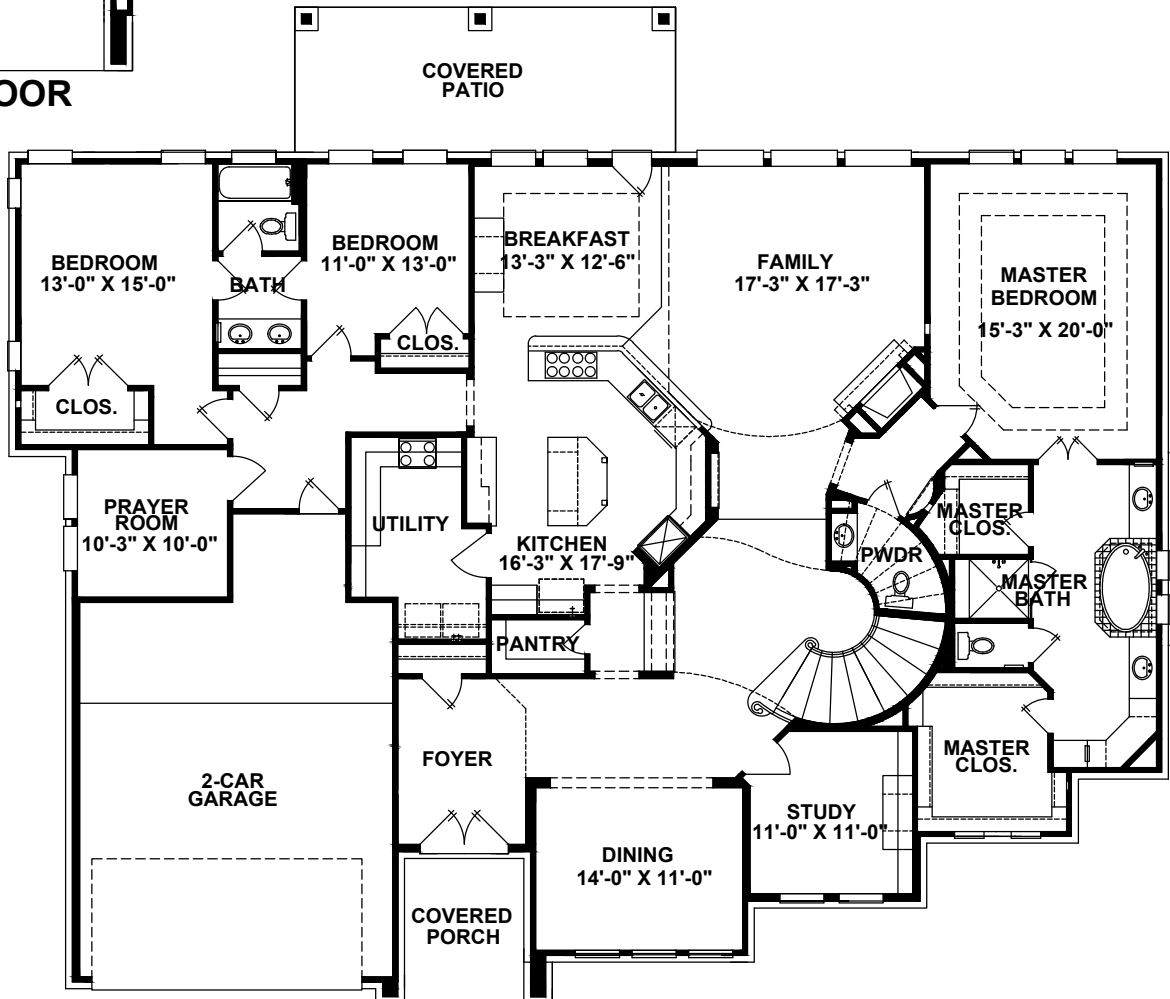 OOR
COVERED
PATIO
BEDROOM
13'-0" X 15'-0"
BATH
BEDROOM
11'-0" X 13'-0"
CLOS.
BREAKFAST
13'-3" X 12'-6"
FAMILY
17'-3" X 17'-3"
MASTER
BEDROOM
15'-3" X 20'-0"
CLOS.
PRAYER
ROOM
10'-3" X 10'-0"
UTILITY
KITCHEN
16'-3" X 17'-9"
PWDR
MASTER
CLOS.
MASTER
BATH
PANTRY
FOYER
2-CAR
GARAGE
MASTER
CLOS.
STUDY
11'-0" X 11'-0"
DINING
14'-0" X 11'-0"
COVERED
PORCH